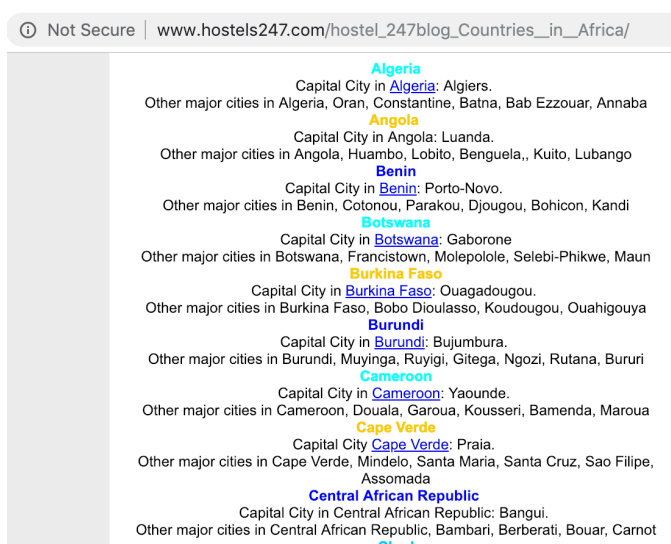 Not Secure www.hostels247.com/hostel_247blog_Countries__in__Africa/
Algeria
Capital City in Algeria: Algiers.
Other major cities in Algeria, Oran, Constantine, Batna, Bab Ezzouar, Annaba
Angola
Capital City in Angola: Luanda.
Other major cities in Angola, Huambo, Lobito, Benguela,, Kuito, Lubango
Benin
Capital City in Benin: Porto-Novo.
Other major cities in Benin, Cotonou, Parakou, Djougou, Bohicon, Kandi
Botswana
Capital City in Botswana: Gaborone
Other major cities in Botswana, Francistown, Molepolole, Selebi-Phikwe, Maun
Burkina Faso
Capital City in Burkina Faso: Ouagadougou.
Other major cities in Burkina Faso, Bobo Dioulasso, Koudougou, Ouahigouya
Burundi
Capital City in Burundi: Bujumbura.
Other major cities in Burundi, Muyinga, Ruyigi, Gitega, Ngozi, Rutana, Bururi
Cameroon
Capital City in Cameroon: Yaounde.
Other major cities in Cameroon, Douala, Garoua, Kousseri, Bamenda, Maroua
Cape Verde
Capital City Cape Verde: Praia.
Other major cities in Cape Verde, Mindelo, Santa Maria, Santa Cruz, Sao Filipe,
Assomada
Central African Republic
Capital City in Central African Republic: Bangui.
Other major cities in Central African Republic, Bambari, Berberati, Bouar, Carnot